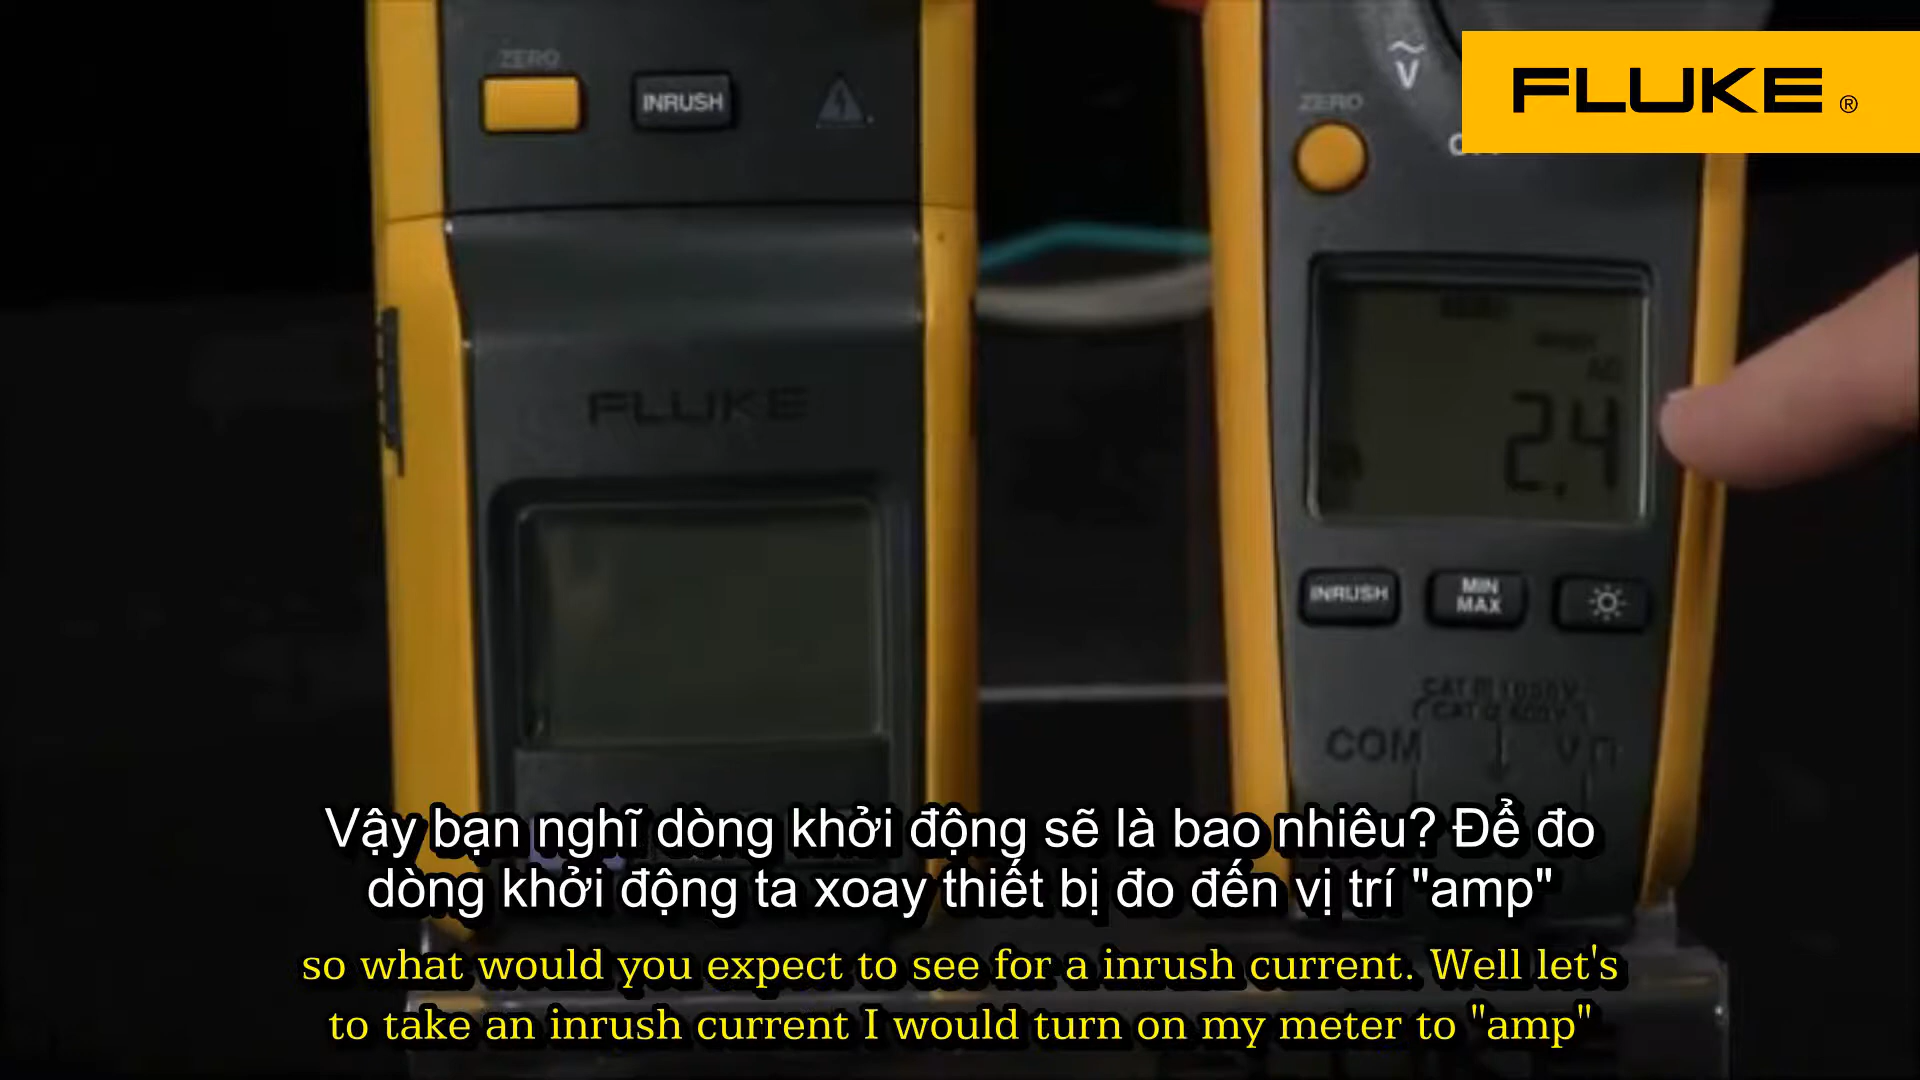 ZERO
INRUSH
V
ZERO
FLUKE ®
FLUKE
2.4
INRUSH
MIN
MAX
COM
Vậy bạn nghĩ dòng khởi động sẽ là bao nhiêu? Để đo
dòng khởi động ta xoay thiết bị đo đến vị trí "amp"
so what would you expect to see for a inrush current. Well let's
to take an inrush current I would turn on my meter to "amp"